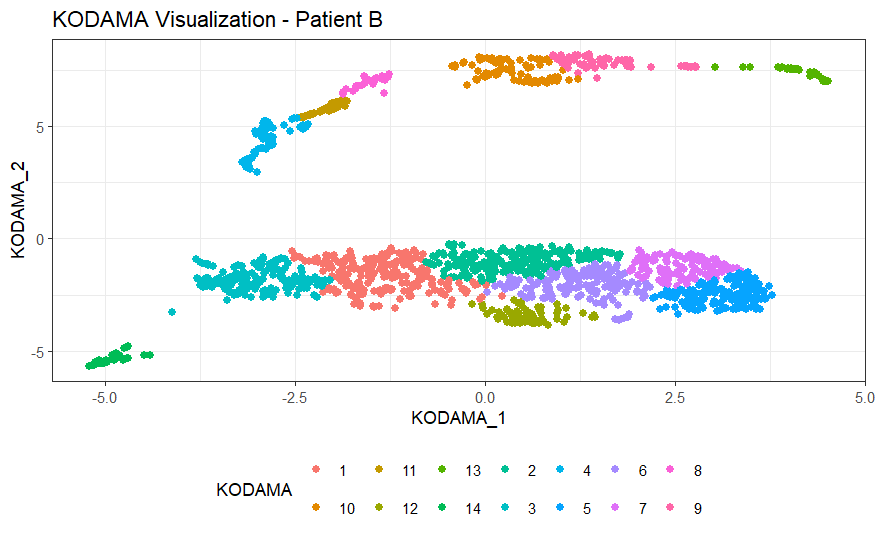 KODAMA Visualization - Patient B
KODAMA_2
5
0
-5
-5.0 -2.5 0.0 2.5 5.0
KODAMA_1
KODAMA
1 11 13 2 4 6 8
10 12 14 3 5 7 9